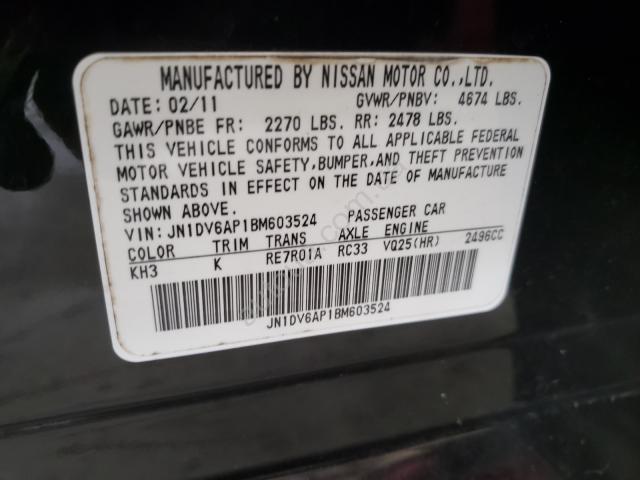 MANUFACTURED BY NISSAN MOTOR CO.,LTD.
DATE: 02/11 GVWR/PNBV: 4674 LBS.
GAWR/PNBE FR: 2270 LBS. RR: 2478 LBS.
THIS VEHICLE CONFORMS TO ALL APPLICABLE FEDERAL
MOTOR VEHICLE SAFETY,BUMPER,AND THEFT PREVENTION
STANDARDS IN EFFECT ON THE DATE OF MANUFACTURE
SHOWN ABOVE.
VIN: JN1DV6AP1BM603524 PASSENGER CAR
COLOR TRIM TRANS AXLE ENGINE
KH3 K RE7R01A RC33 VQ25(HR) 2496CC
JN1DV6AP1BM603524